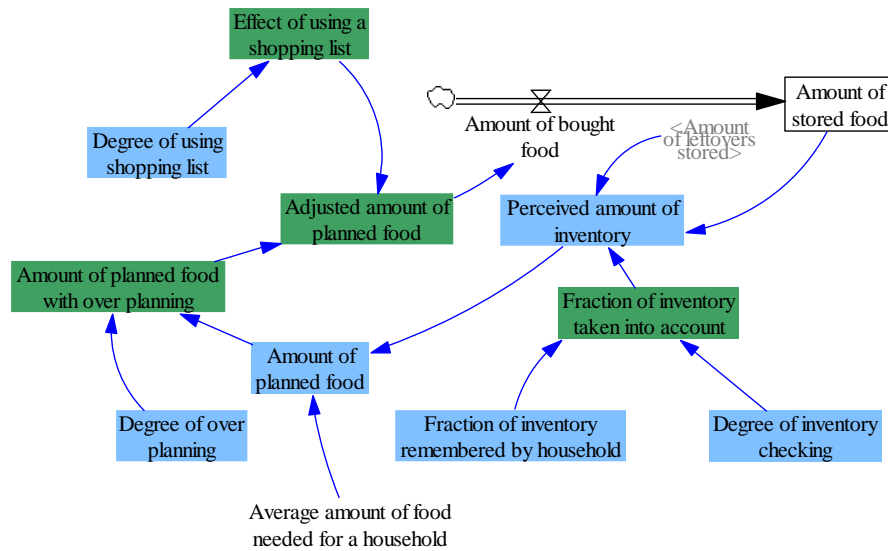 Effect of using a
shopping list
Degree of using
shopping list
Amount of bought
food
<Amount
of leftovers
stored>
Amount of
stored food
Adjusted amount of
planned food
Perceived amount of
inventory
Amount of planned food
with over planning
Fraction of inventory
taken into account
Amount of
planned food
Degree of over
planning
Fraction of inventory
remembered by household
Degree of inventory
checking
Average amount of food
needed for a household